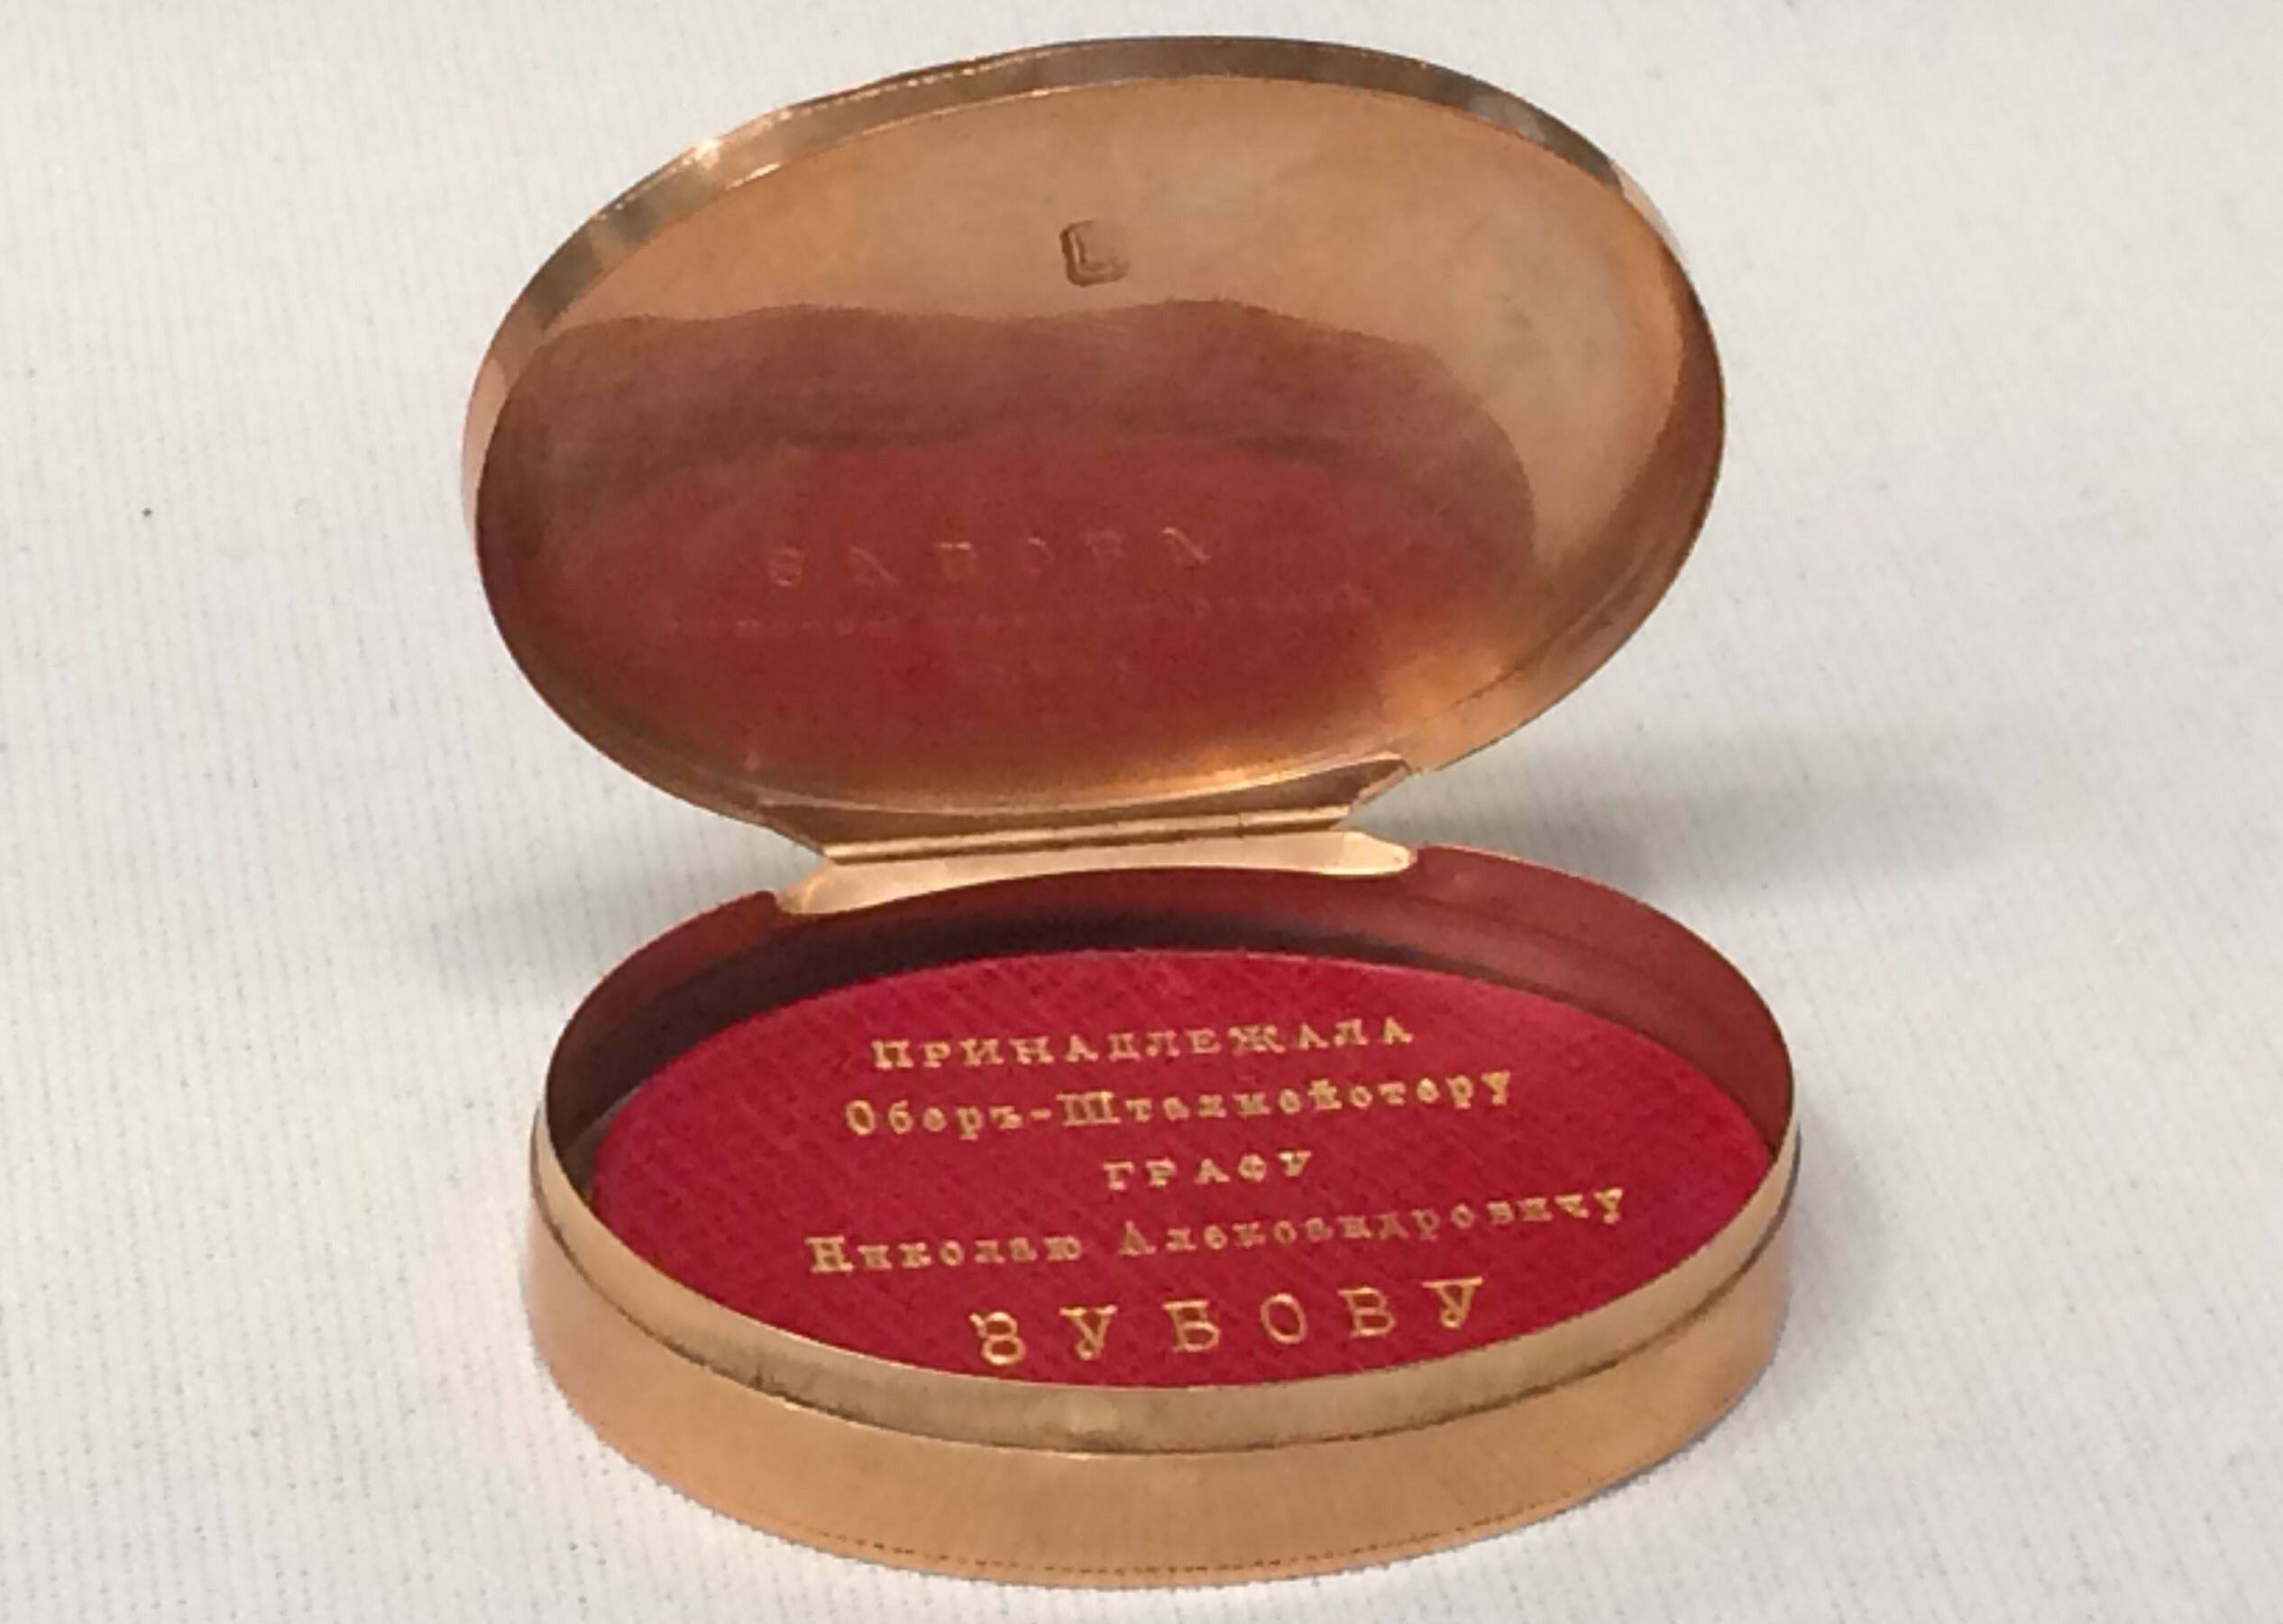 L
ПРИНАДЛЕЖАЛА
Оберъ-Шталмейстеру
ГРАФУ
Николаю Александровичу
ЗУБОВУ